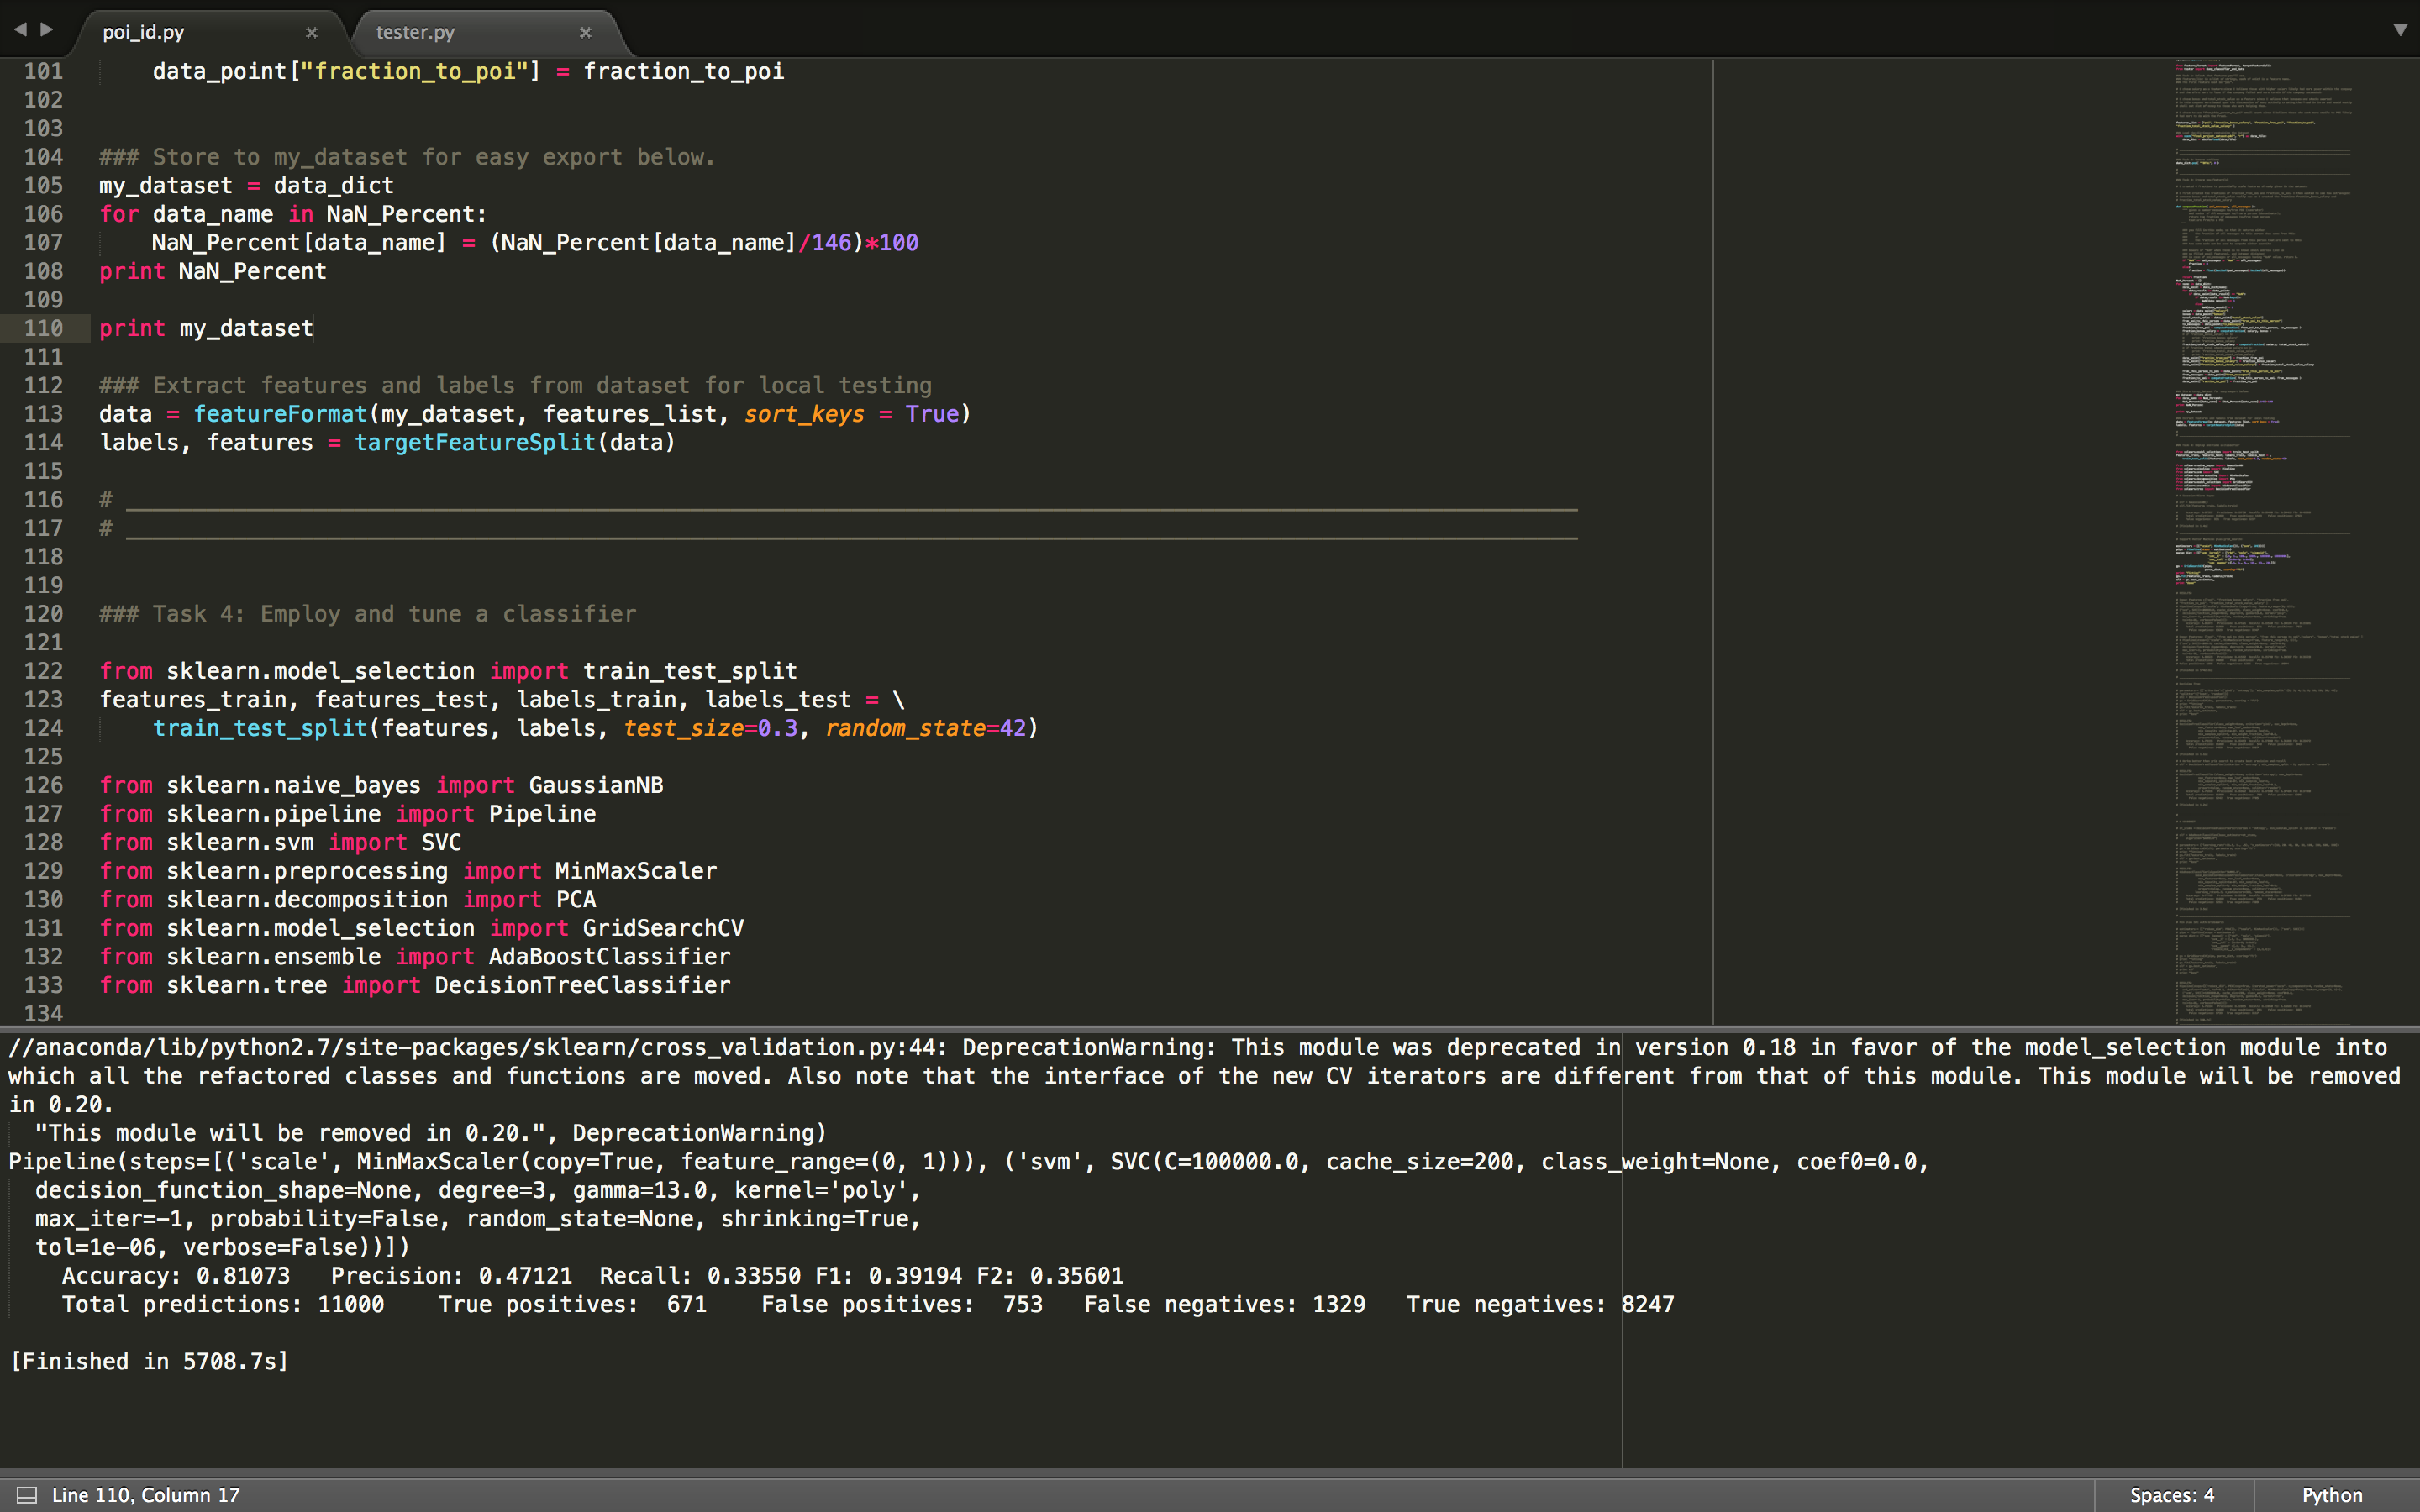 poi_id.py
tester.py
101 data_point["fraction_to_poi"] = fraction_to_poi
102
103
104 ### Store to my_dataset for easy export below.
105 my_dataset = data_dict
106 for data_name in NaN_Percent:
107 NaN_Percent[data_name] = (NaN_Percent[data_name]/146)*100
108 print NaN_Percent
109
110 print my_dataset
111
112 ### Extract features and labels from dataset for local testing
113 data = featureFormat(my_dataset, features_list, sort_keys = True)
114 labels, features = targetFeatureSplit(data)
115
116 # ____________________________________________________________
117 # ____________________________________________________________
118
119
120 ### Task 4: Employ and tune a classifier
121
122 from sklearn.model_selection import train_test_split
123 features_train, features_test, labels_train, labels_test = \
124 train_test_split(features, labels, test_size=0.3, random_state=42)
125
126 from sklearn.naive_bayes import GaussianNB
127 from sklearn.pipeline import Pipeline
128 from sklearn.svm import SVC
129 from sklearn.preprocessing import MinMaxScaler
130 from sklearn.decomposition import PCA
131 from sklearn.model_selection import GridSearchCV
132 from sklearn.ensemble import AdaBoostClassifier
133 from sklearn.tree import DecisionTreeClassifier
134
//anaconda/lib/python2.7/site-packages/sklearn/cross_validation.py:44: DeprecationWarning: This module was deprecated in version 0.18 in favor of the model_selection module into
which all the refactored classes and functions are moved. Also note that the interface of the new CV iterators are different from that of this module. This module will be removed
in 0.20.
"This module will be removed in 0.20.", DeprecationWarning)
Pipeline(steps=[('scale', MinMaxScaler(copy=True, feature_range=(0, 1))), ('svm', SVC(C=100000.0, cache_size=200, class_weight=None, coef0=0.0,
decision_function_shape=None, degree=3, gamma=13.0, kernel='poly',
max_iter=-1, probability=False, random_state=None, shrinking=True,
tol=1e-06, verbose=False))])
Accuracy: 0.81073 Precision: 0.47121 Recall: 0.33550 F1: 0.39194 F2: 0.35601
Total predictions: 11000 True positives: 671 False positives: 753 False negatives: 1329 True negatives: 8247
[Finished in 5708.7s]
Line 110, Column 17
Spaces: 4
Python